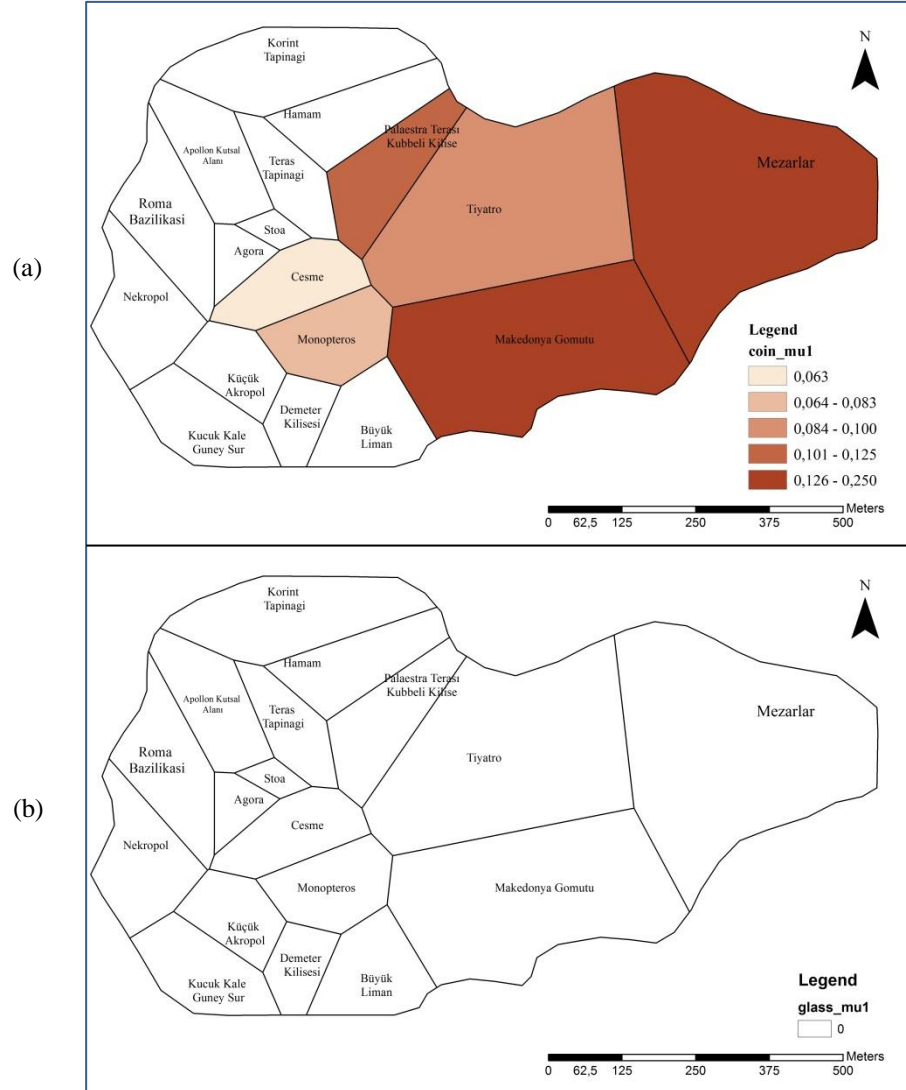 (a)
N
Korint
Tapinagi
Hamam
Palaestra Terası
Kubbeli Kilise
Apollon Kutsal
Alanı
Teras
Tapinagi
Mezarlar
Roma
Bazilikasi
Tiyatro
Stoa
Agora
Cesme
Nekropol
Monopteros
Makedonya Gomutu
Küçük
Akropol
Demeter
Kilisesi
Büyük
Liman
Kucuk Kale
Guney Sur
Legend
coin_mu1
0,063
0,064 - 0,083
0,084 - 0,100
0,101 - 0,125
0,126 - 0,250
Meters
0 62,5 125 250 375 500
(b)
N
Korint
Tapinagi
Hamam
Palaestra Terası
Kubbeli Kilise
Apollon Kutsal
Alanı
Teras
Tapinagi
Mezarlar
Roma
Bazilikasi
Tiyatro
Stoa
Agora
Cesme
Nekropol
Monopteros
Makedonya Gomutu
Küçük
Akropol
Demeter
Kilisesi
Büyük
Liman
Kucuk Kale
Guney Sur
Legend
glass_mu1
0
Meters
0 62,5 125 250 375 500